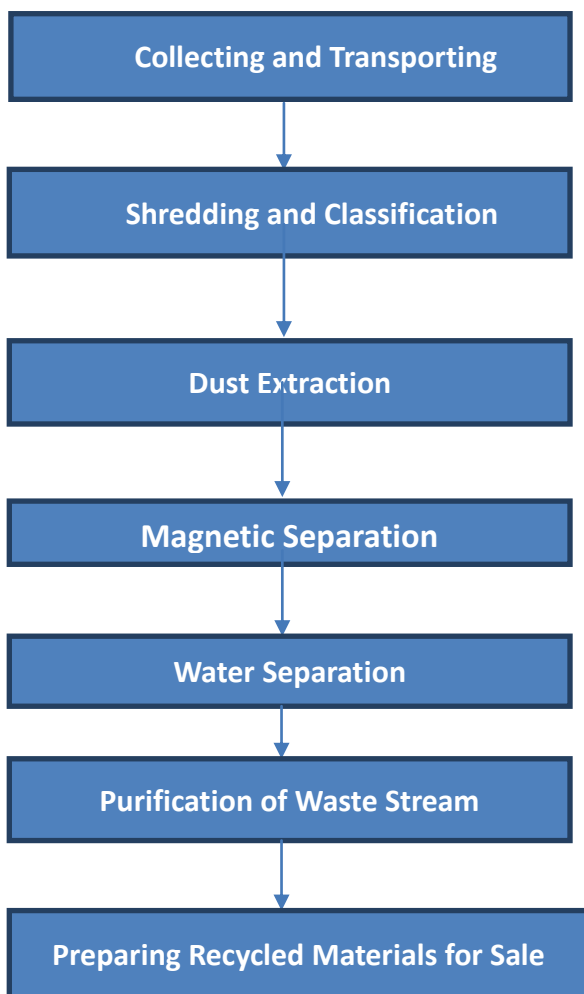 Collecting and Transporting
Shredding and Classification
Dust Extraction
Magnetic Separation
Water Separation
Purification of Waste Stream
Preparing Recycled Materials for Sale